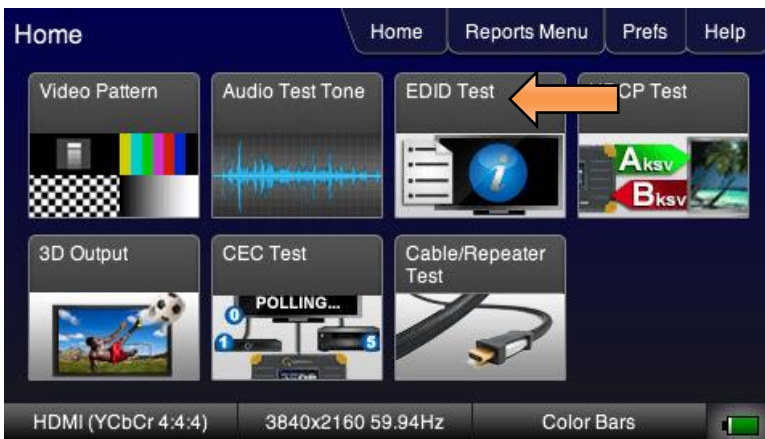 Home
Home
Reports Menu
Prefs
Help
Video Pattern
Audio Test Tone
EDID Test
CP Test
Aksv
Bksv
3D Output
CEC Test
Cable/Repeater
Test
POLLING...
0
1
5
HDMI (YCbCr 4:4:4)
3840x2160 59.94Hz
Color Bars